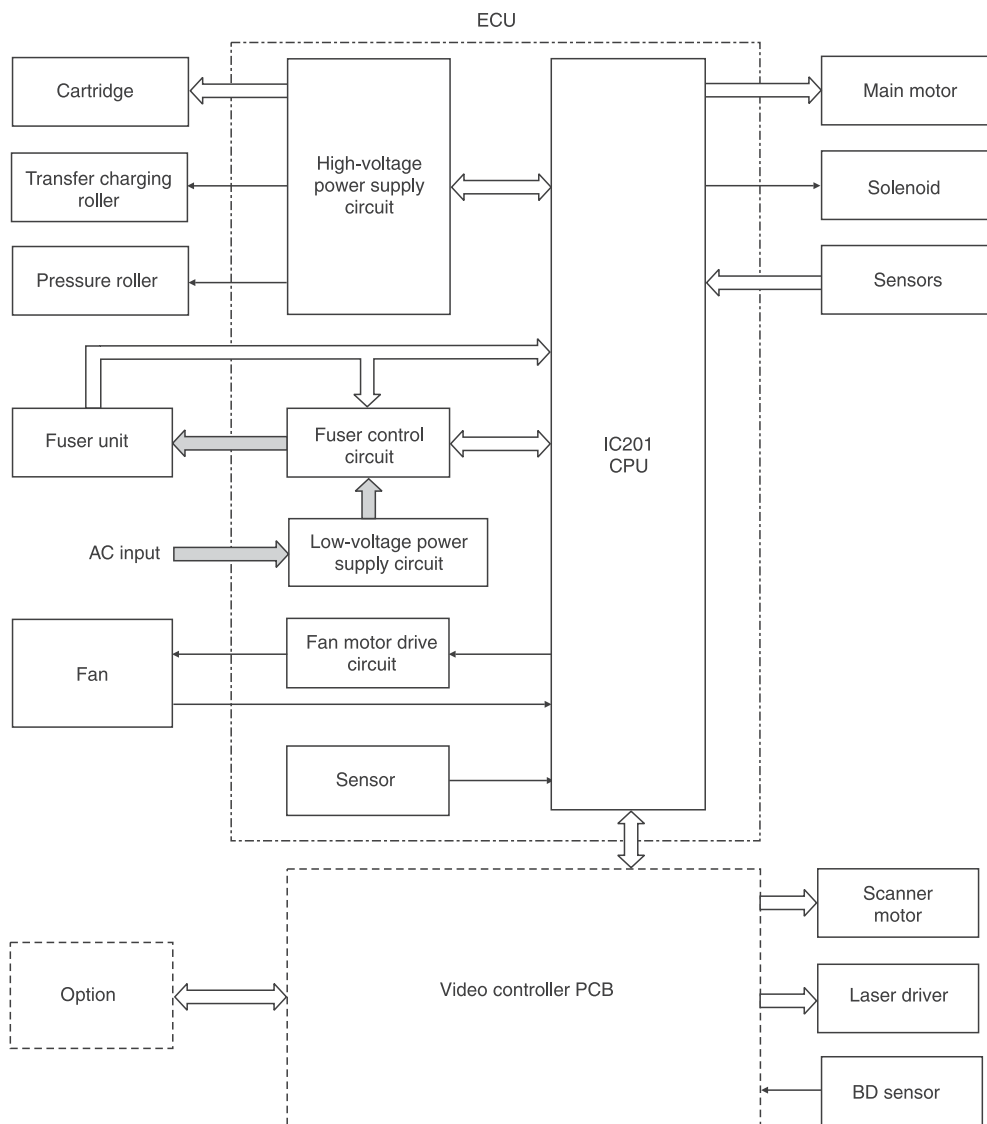 ECU
Cartridge
High-voltage
power supply
circuit
Main motor
Transfer charging
roller
Solenoid
Pressure roller
Sensors
Fuser unit
Fuser control
circuit
IC201
CPU
AC input
Low-voltage power
supply circuit
Fan
Fan motor drive
circuit
Sensor
Scanner
motor
Option
Video controller PCB
Laser driver
BD sensor